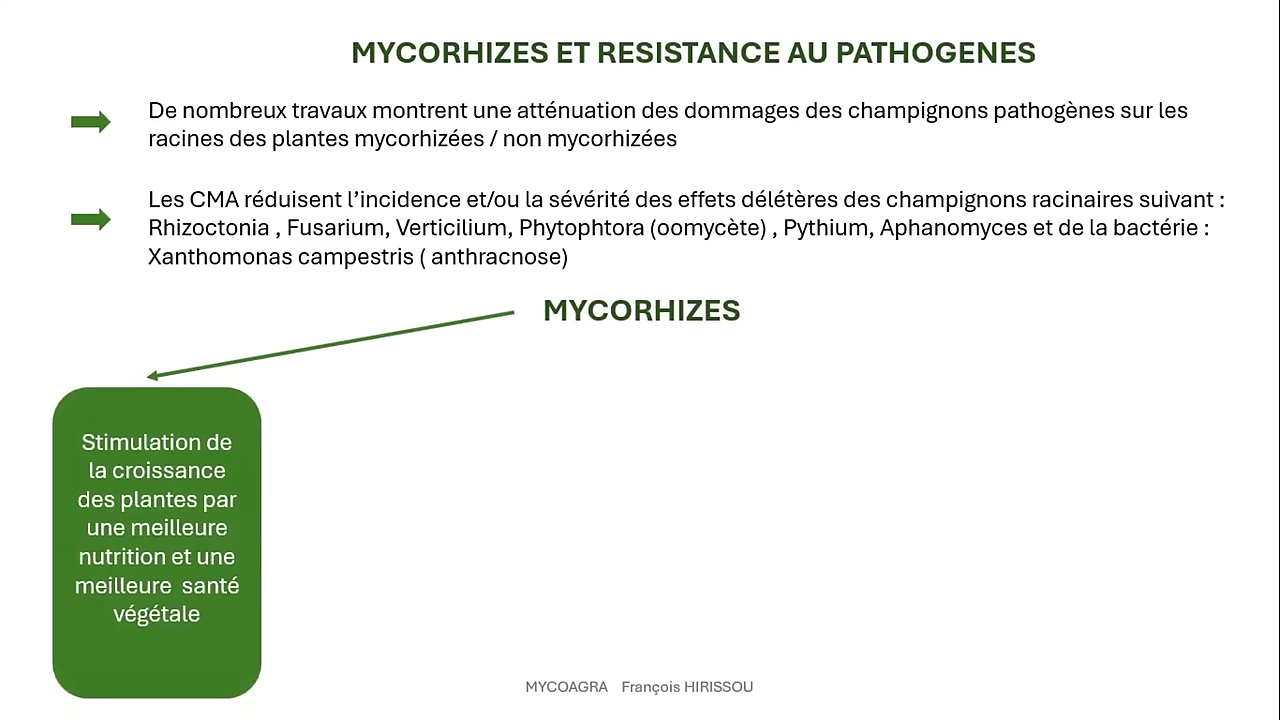 MYCORHIZES ET RESISTANCE AU PATHOGENES
De nombreux travaux montrent une atténuation des dommages des champignons pathogènes sur les
racines des plantes mycorhizées / non mycorhizées
Les CMA réduisent l’incidence et/ou la sévérité des effets délétères des champignons racinaires suivant :
Rhizoctonia , Fusarium, Verticilium, Phytophtora (oomycète) , Pythium, Aphanomyces et de la bactérie :
Xanthomonas campestris ( anthracnose)
MYCORHIZES
Stimulation de
la croissance
des plantes par
une meilleure
nutrition et une
meilleure  santé
végétale
MYCOAGRA   François HIRISSOU